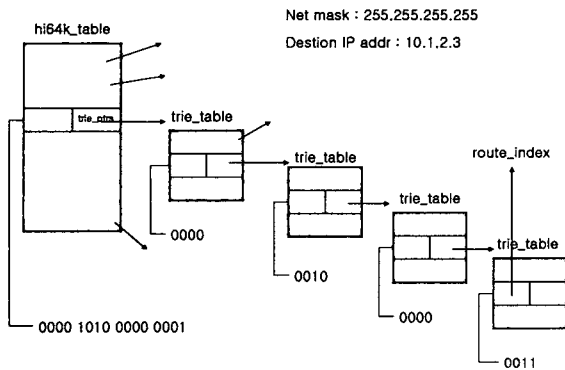 Net mask : 255.255.255.255
Destion IP addr : 10.1.2.3
hi64k_table
trie_ptrs
trie_table
trie_table
trie_table
trie_table
route_index
0000
0010
0000
0011
0000 1010 0000 0001